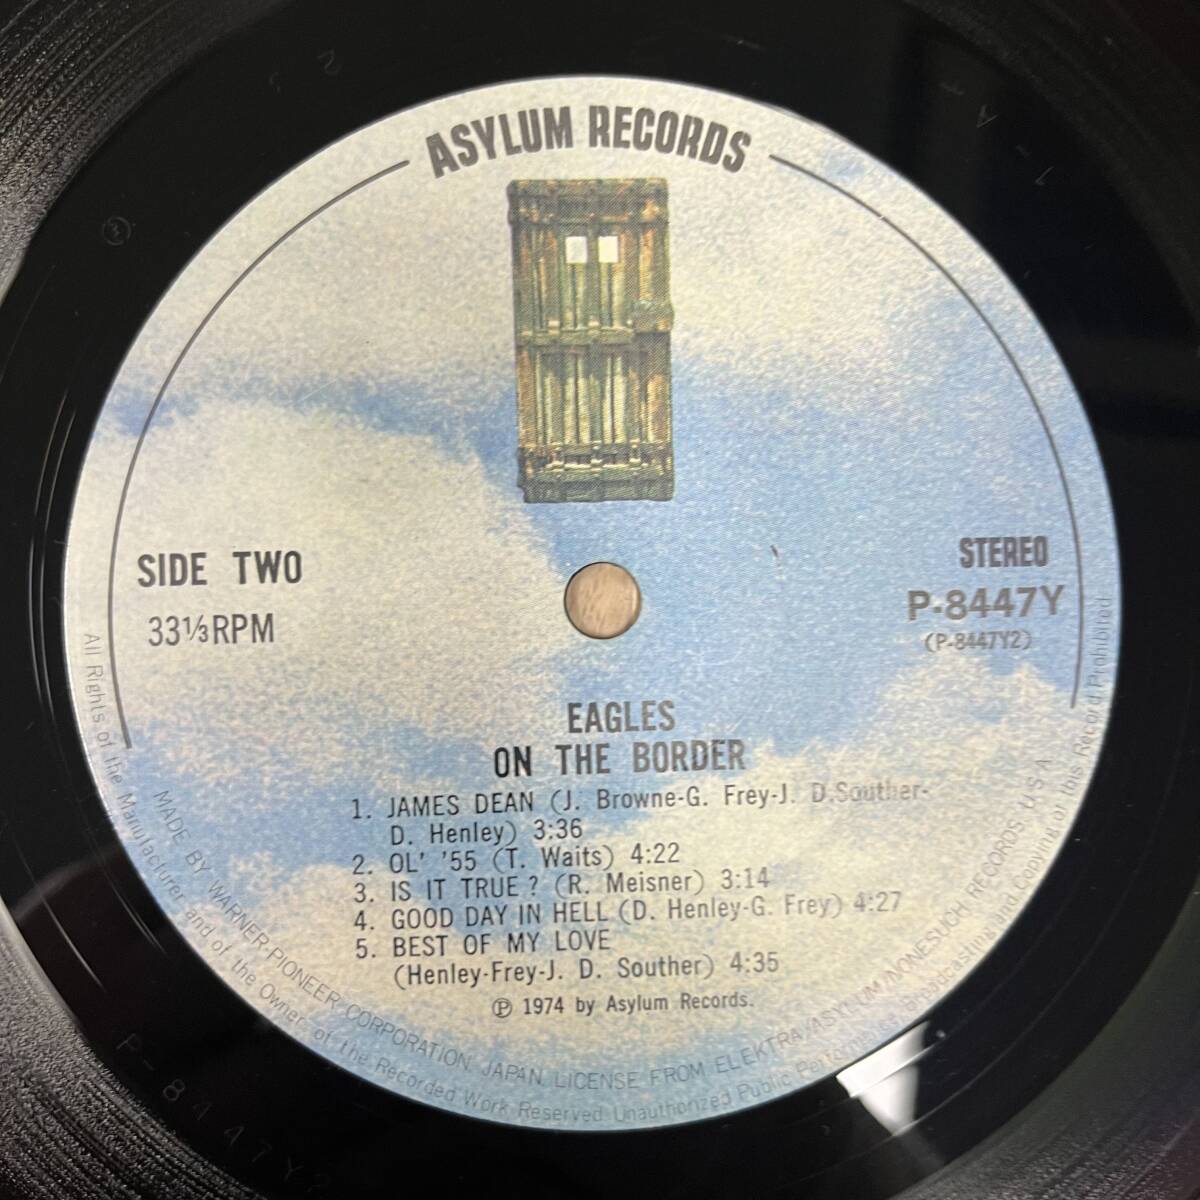 ASYLUM RECORDS
SIDE TWO
33⅓RPM
STEREO
P-8447Y
(P-8447Y2)
EAGLES
ON THE BORDER
1. JAMES DEAN (J. Browne-G. Frey-J. D.Souther-
D. Henley) 3:36
2. OL' '55 (T. Waits) 4:22
3. IS IT TRUE? (R. Meisner) 3:14
4. GOOD DAY IN HELL (D. Henley-G. Frey) 4:27
5. BEST OF MY LOVE
(Henley-Frey-J. D. Souther) 4:35
Ⓟ 1974 by Asylum Records.
MADE BY WARNER-PIONEER CORPORATION, JAPAN. LICENSE FROM ELEKTRA/ASYLUM/NONESUCH RECORDS U.S.A.
All Rights of the Manufacturer and of the Owner of the Recorded Work Reserved Unauthorized Public Performance Broadcasting and Copying of this Record Prohibited
P-8447Y2